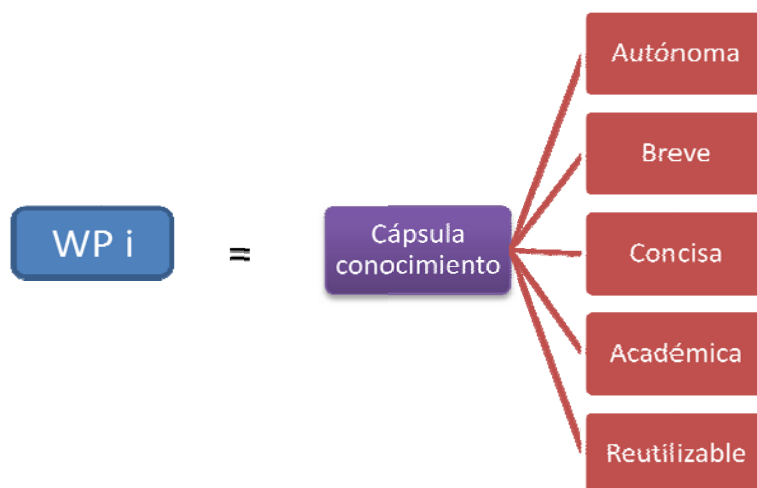 WP i
=
Cápsula
conocimiento
Autónoma
Breve
Concisa
Académica
Reutilizable